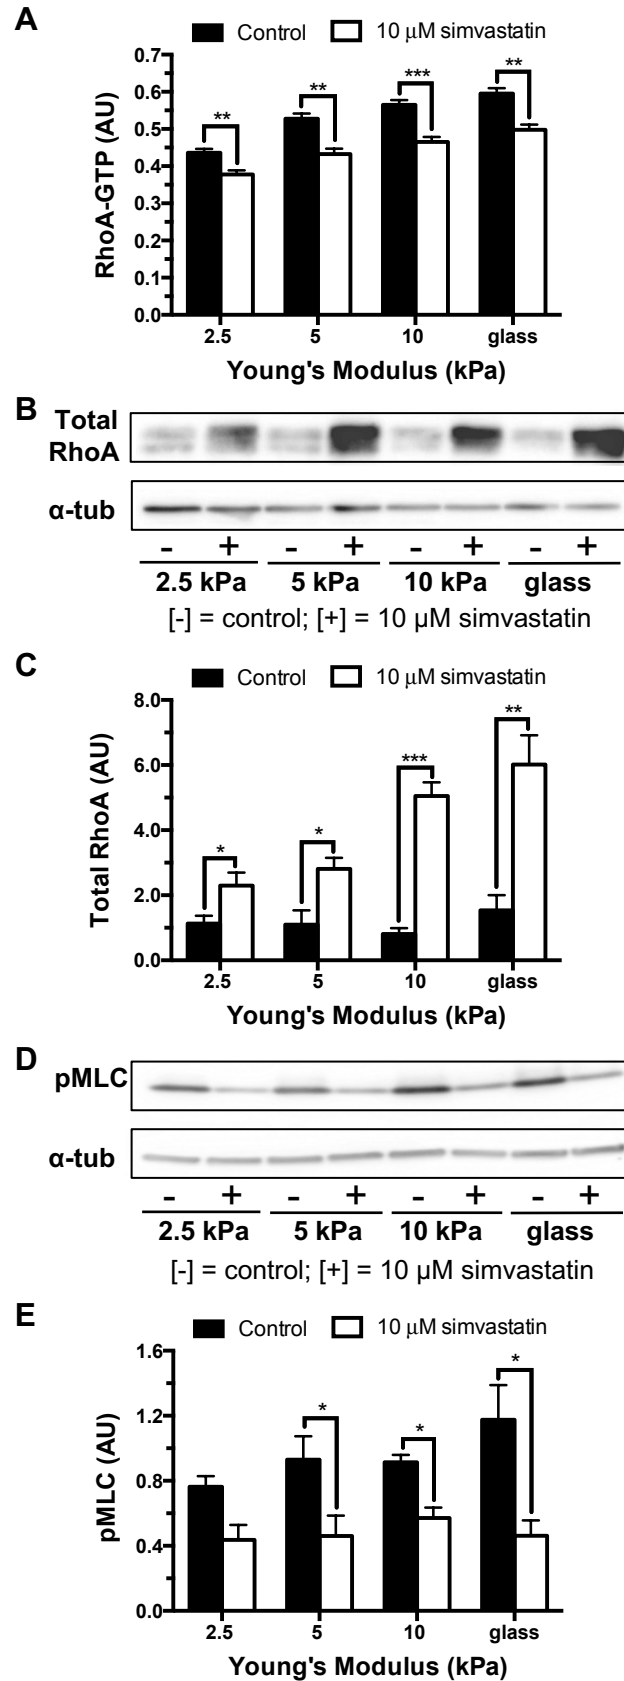 A
Control 10 μM simvastatin
0.7
0.6
0.5
0.4
0.3
0.2
0.1
0.0
RhoA-GTP (AU)
** ** *** **
2.5 5 10 glass
Young's Modulus (kPa)
B
Total
RhoA
α-tub
- + - + - + - +
2.5 kPa 5 kPa 10 kPa glass
[-] = control; [+] = 10 μM simvastatin
C
Control 10 μM simvastatin
8.0
6.0
4.0
2.0
0.0
Total RhoA (AU)
* * *** **
2.5 5 10 glass
Young's Modulus (kPa)
D
pMLC
α-tub
- + - + - + - +
2.5 kPa 5 kPa 10 kPa glass
[-] = control; [+] = 10 μM simvastatin
E
Control 10 μM simvastatin
1.6
1.2
0.8
0.4
0.0
pMLC (AU)
* * *
2.5 5 10 glass
Young's Modulus (kPa)